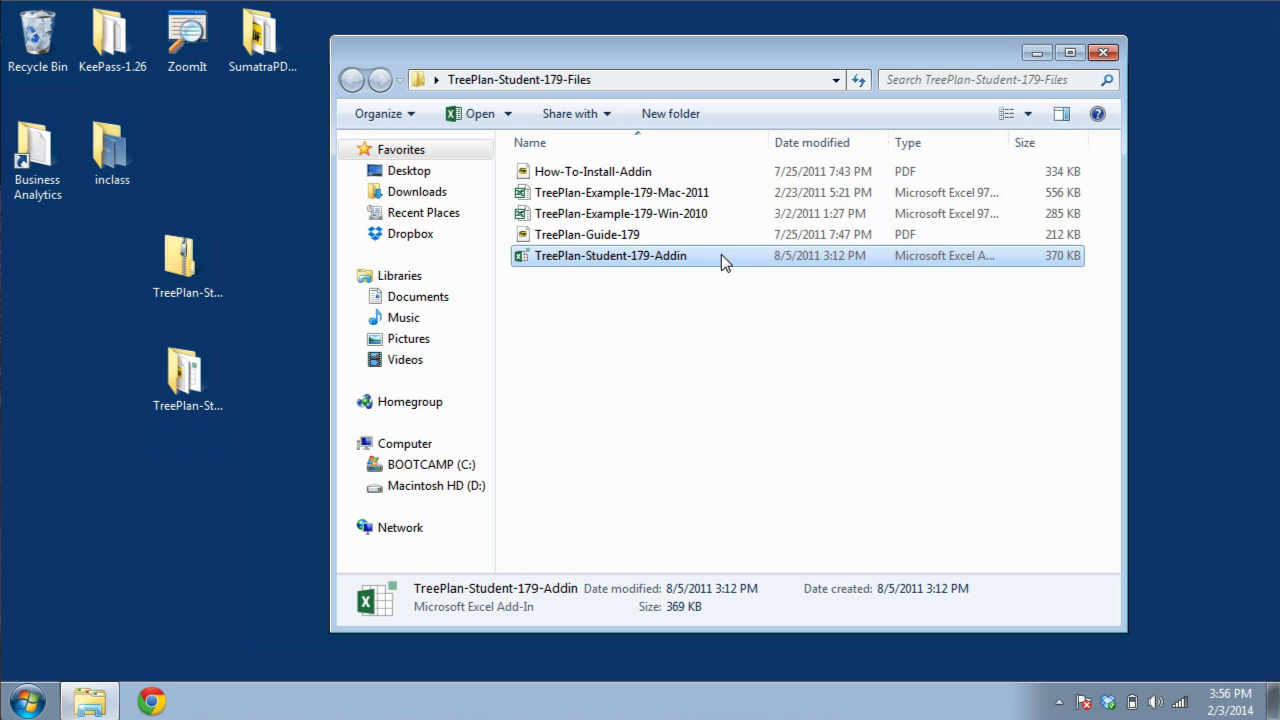 Recycle Bin
KeePass-1.26
ZoomIt
SumatraPD...
Business
Analytics
inclass
TreePlan-St...
TreePlan-St...
TreePlan-Student-179-Files
Search TreePlan-Student-179-Files
Organize
Open
Share with
New folder
Favorites
Desktop
Downloads
Recent Places
Dropbox
Libraries
Documents
Music
Pictures
Videos
Homegroup
Computer
BOOTCAMP (C:)
Macintosh HD (D:)
Network
Name Date modified Type Size
How-To-Install-Addin 7/25/2011 7:43 PM PDF 334 KB
TreePlan-Example-179-Mac-2011 2/23/2011 5:21 PM Microsoft Excel 97... 556 KB
TreePlan-Example-179-Win-2010 3/2/2011 1:27 PM Microsoft Excel 97... 285 KB
TreePlan-Guide-179 7/25/2011 7:47 PM PDF 212 KB
TreePlan-Student-179-Addin 8/5/2011 3:12 PM Microsoft Excel A... 370 KB
TreePlan-Student-179-Addin Date modified: 8/5/2011 3:12 PM Date created: 8/5/2011 3:12 PM
Microsoft Excel Add-In Size: 369 KB
3:56 PM
2/3/2014